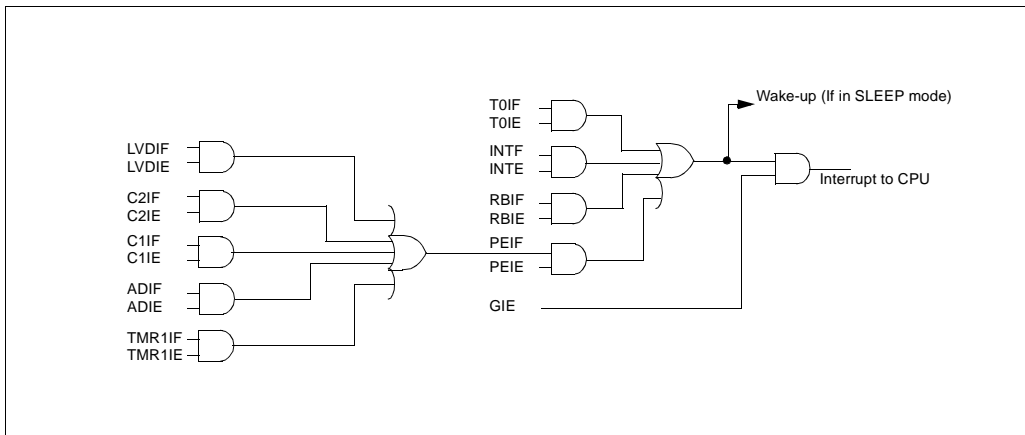 LVDIF
LVDIE
C2IF
C2IE
C1IF
C1IE
ADIF
ADIE
TMR1IF
TMR1IE
T0IF
T0IE
INTF
INTE
RBIF
RBIE
PEIF
PEIE
GIE
Wake-up (If in SLEEP mode)
Interrupt to CPU